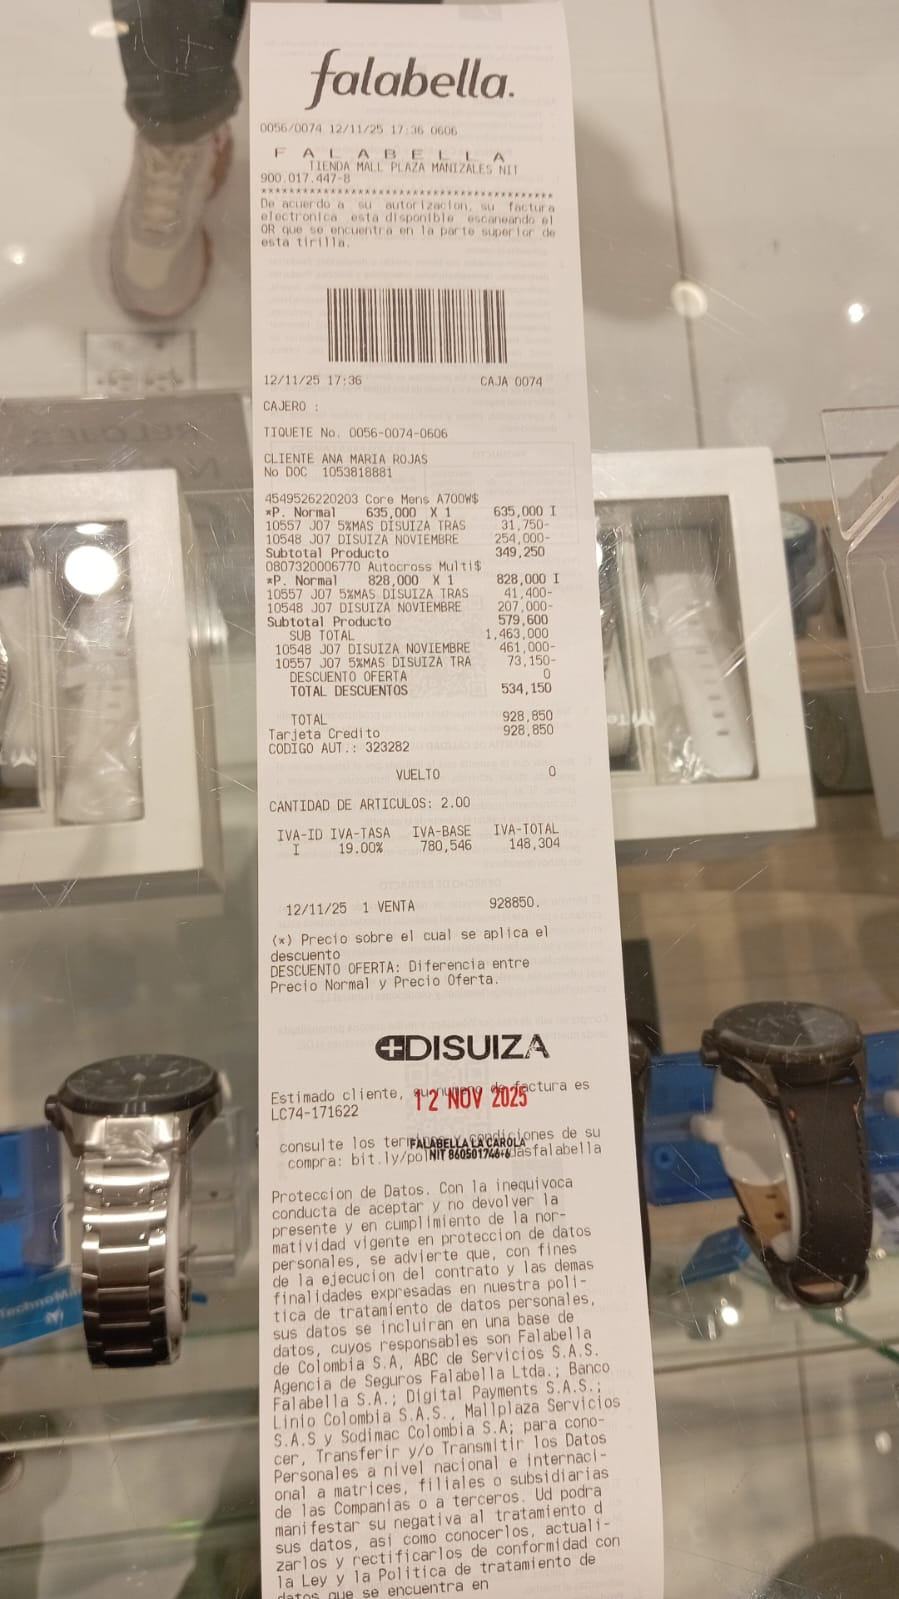 falabella.
0056/0074 12/11/25 17:36 0606
F A L A B E L L A
TIENDA MALL PLAZA MANIZALES NIT
900.017.447-8
****************************************************
De acuerdo a su autorizacion, su factura
electronica esta disponible escaneando el
QR que se encuentra en la parte superior de
esta tirilla.
12/11/25 17:36 CAJA 0074
CAJERO :
TIQUETE No. 0056-0074-0606
CLIENTE ANA MARIA ROJAS
No DOC 1053818881
4549526220203 Core Mens A700W$
*P. Normal 635,000 X 1 635,000 I
10557 J07 5%MAS DISUIZA TRAS 31,750-
10548 J07 DISUIZA NOVIEMBRE 254,000-
Subtotal Producto 349,250
0807320006770 Autocross Multi$
*P. Normal 828,000 X 1 828,000 I
10557 J07 5%MAS DISUIZA TRAS 41,400-
10548 J07 DISUIZA NOVIEMBRE 207,000-
Subtotal Producto 579,600
SUB TOTAL 1,463,000
10548 J07 DISUIZA NOVIEMBRE 461,000-
10557 J07 5%MAS DISUIZA TRA 73,150-
DESCUENTO OFERTA 0
TOTAL DESCUENTOS 534,150
TOTAL 928,850
Tarjeta Credito 928,850
CODIGO AUT.: 323282
VUELTO 0
CANTIDAD DE ARTICULOS: 2.00
IVA-ID IVA-TASA IVA-BASE IVA-TOTAL
I 19.00% 780,546 148,304
12/11/25 1 VENTA 928850.
(*) Precio sobre el cual se aplica el
descuento
DESCUENTO OFERTA: Diferencia entre
Precio Normal y Precio Oferta.
DISUIZA
Estimado cliente, su numero de factura es
12 NOV 2025
LC74-171622
consulte los terminos y condiciones de su
FALABELLA LA CAROLA
compra: bit.ly/po
NIT 860501746-6
dasfalabella
Proteccion de Datos. Con la inequivoca
conducta de aceptar y no devolver la
presente y en cumplimiento de la nor-
matividad vigente en proteccion de datos
personales, se advierte que, con fines
de la ejecucion del contrato y las demas
finalidades expresadas en nuestra poli-
tica de tratamiento de datos personales,
sus datos se incluiran en una base de
datos, cuyos responsables son Falabella
de Colombia S.A, ABC de Servicios S.A.S.
Agencia de Seguros Falabella Ltda.; Banco
Falabella S.A.; Digital Payments S.A.S.;
Linio Colombia S.A.S., Mallplaza Servicios
S.A.S y Sodimac Colombia S.A; para cono-
cer, Transferir y/o Transmitir los Datos
Personales a nivel nacional e internaci-
onal a matrices, filiales o subsidiarias
de las Companias o a terceros. Ud podra
manifestar su negativa al tratamiento d
sus datos, asi como conocerlos, actuali-
zarlos y rectificarlos de conformidad con
la Ley y la Politica de tratamiento de
datos que se encuentra en